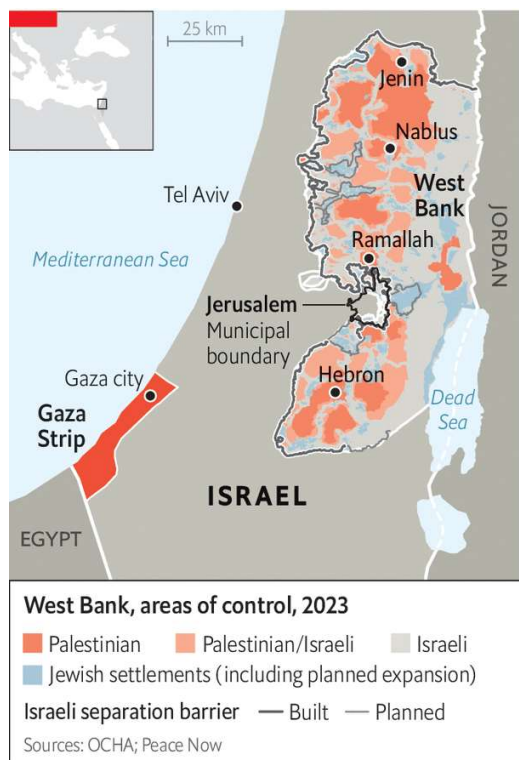 25 km
Jenin
Nablus
West
Bank
Tel Aviv
JORDAN
Ramallah
Mediterranean Sea
Jerusalem
Municipal
boundary
Gaza city
Hebron
Gaza
Strip
Dead
Sea
ISRAEL
EGYPT
West Bank, areas of control, 2023
Palestinian Palestinian/Israeli Israeli
Jewish settlements (including planned expansion)
Israeli separation barrier Built Planned
Sources: OCHA; Peace Now